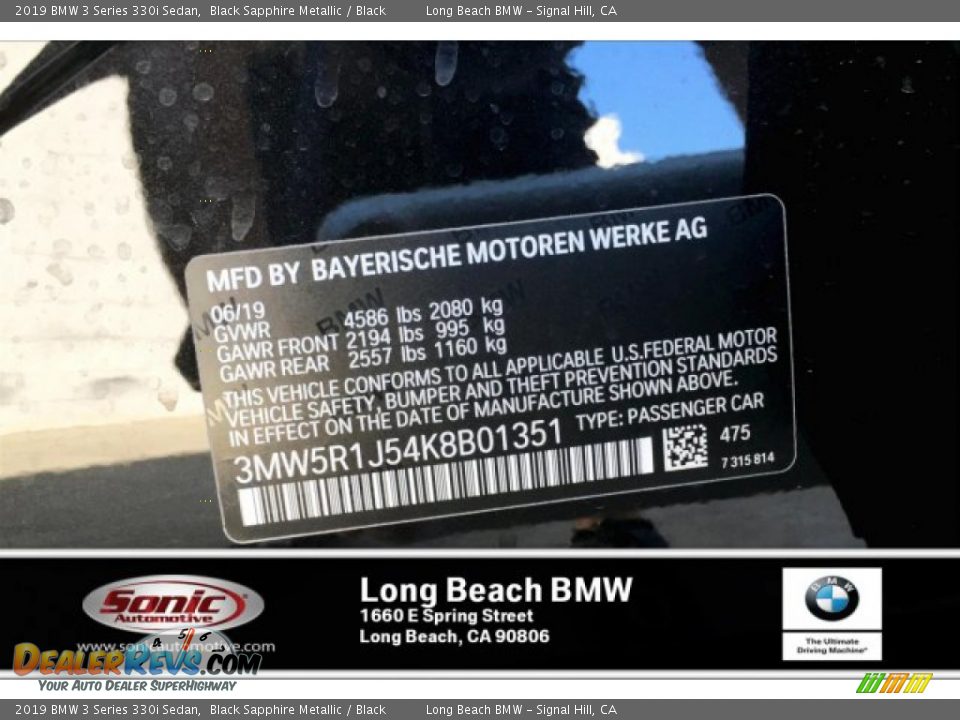 2019 BMW 3 Series 330i Sedan, Black Sapphire Metallic / Black Long Beach BMW - Signal Hill, CA
MFD BY BAYERISCHE MOTOREN WERKE AG
06/19
GVWR 4586 lbs 2080 kg
GAWR FRONT 2194 lbs 995 kg
GAWR REAR 2557 lbs 1160 kg
THIS VEHICLE CONFORMS TO ALL APPLICABLE U.S.FEDERAL MOTOR
VEHICLE SAFETY, BUMPER AND THEFT PREVENTION STANDARDS
IN EFFECT ON THE DATE OF MANUFACTURE SHOWN ABOVE.
3MW5R1J54K8B01351 TYPE: PASSENGER CAR
475
7 315 814
Sonic
Automotive
www.sonicautomotive.com
Long Beach BMW
1660 E Spring Street
Long Beach, CA 90806
BMW
The Ultimate
Driving Machine®
4 5 6
DealerRevs.com
Your Auto Dealer SuperHighway
2019 BMW 3 Series 330i Sedan, Black Sapphire Metallic / Black Long Beach BMW - Signal Hill, CA